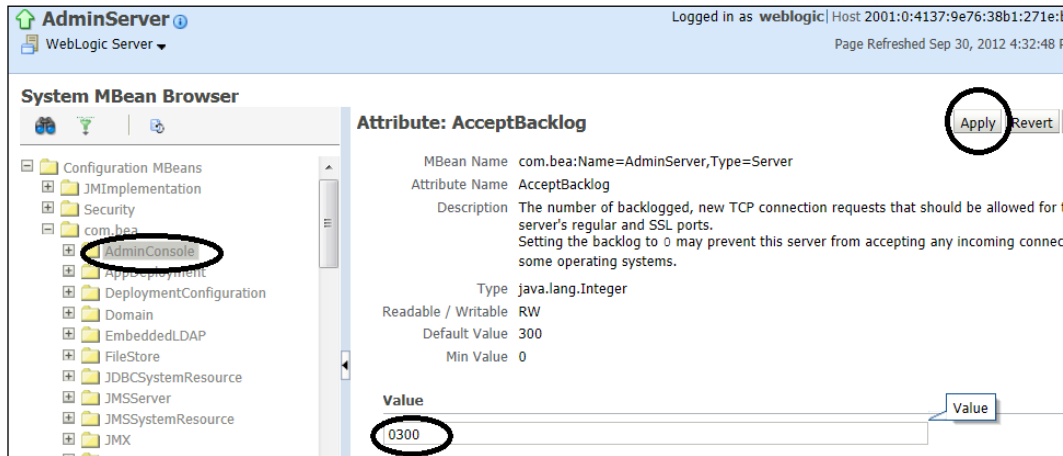 AdminServer
Logged in as weblogic | Host 2001:0:4137:9e76:38b1:271e:
WebLogic Server
Page Refreshed Sep 30, 2012 4:32:48
System MBean Browser
Configuration MBeans
JMImplementation
Security
com.bea
AdminConsole
AppDeployment
DeploymentConfiguration
Domain
EmbeddedLDAP
FileStore
JDBCSystemResource
JMSServer
JMSSystemResource
JMX
Attribute: AcceptBacklog
Apply
Revert
MBean Name com.bea:Name=AdminServer,Type=Server
Attribute Name AcceptBacklog
Description The number of backlogged, new TCP connection requests that should be allowed for
server's regular and SSL ports.
Setting the backlog to 0 may prevent this server from accepting any incoming
some operating systems.
Type java.lang.Integer
Readable / Writable RW
Default Value 300
Min Value 0
Value
Value
0300